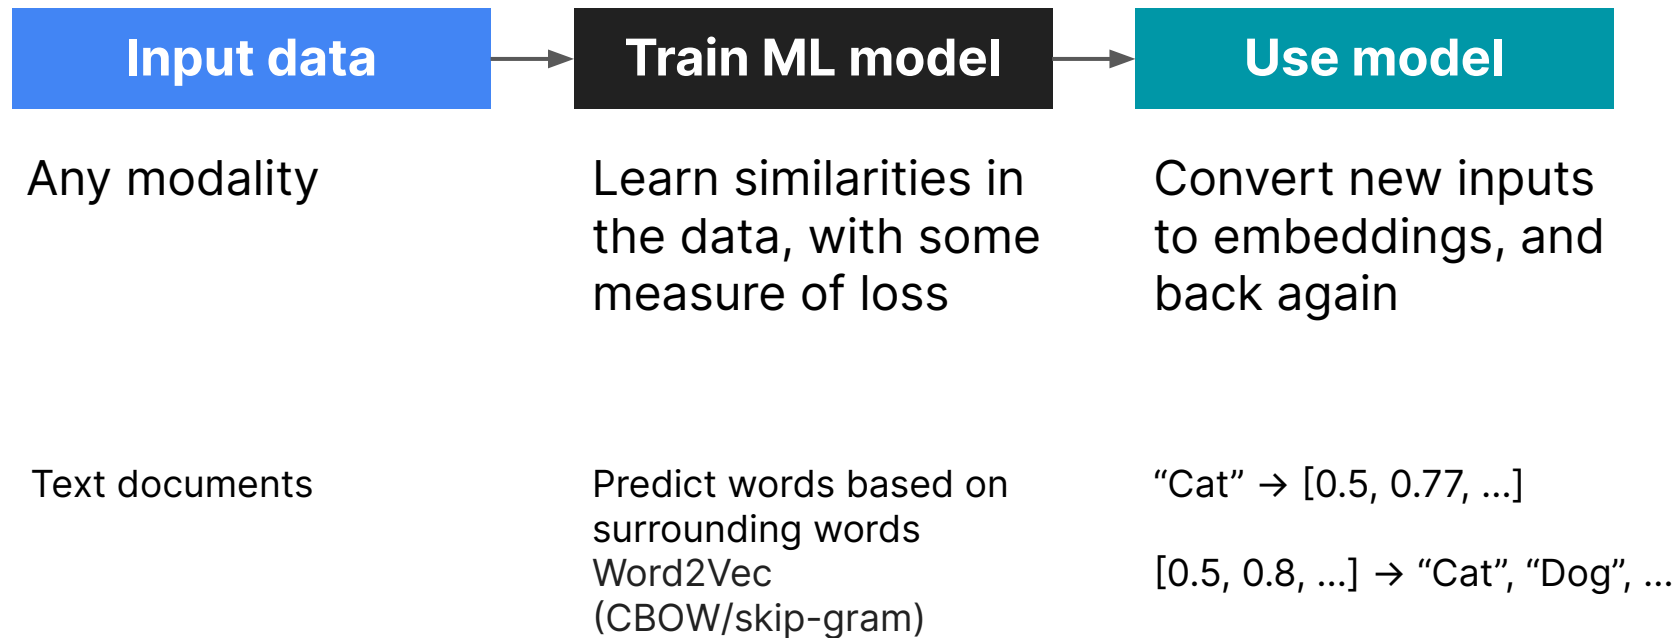 Input data
Train ML model
Use model
Any modality
Learn similarities in
the data, with some
measure of loss
Convert new inputs
to embeddings, and
back again
Text documents
Predict words based on
surrounding words
Word2Vec
(CBOW/skip-gram)
“Cat” → [0.5, 0.77, ...]
[0.5, 0.8, ...] → “Cat”, “Dog”, ...